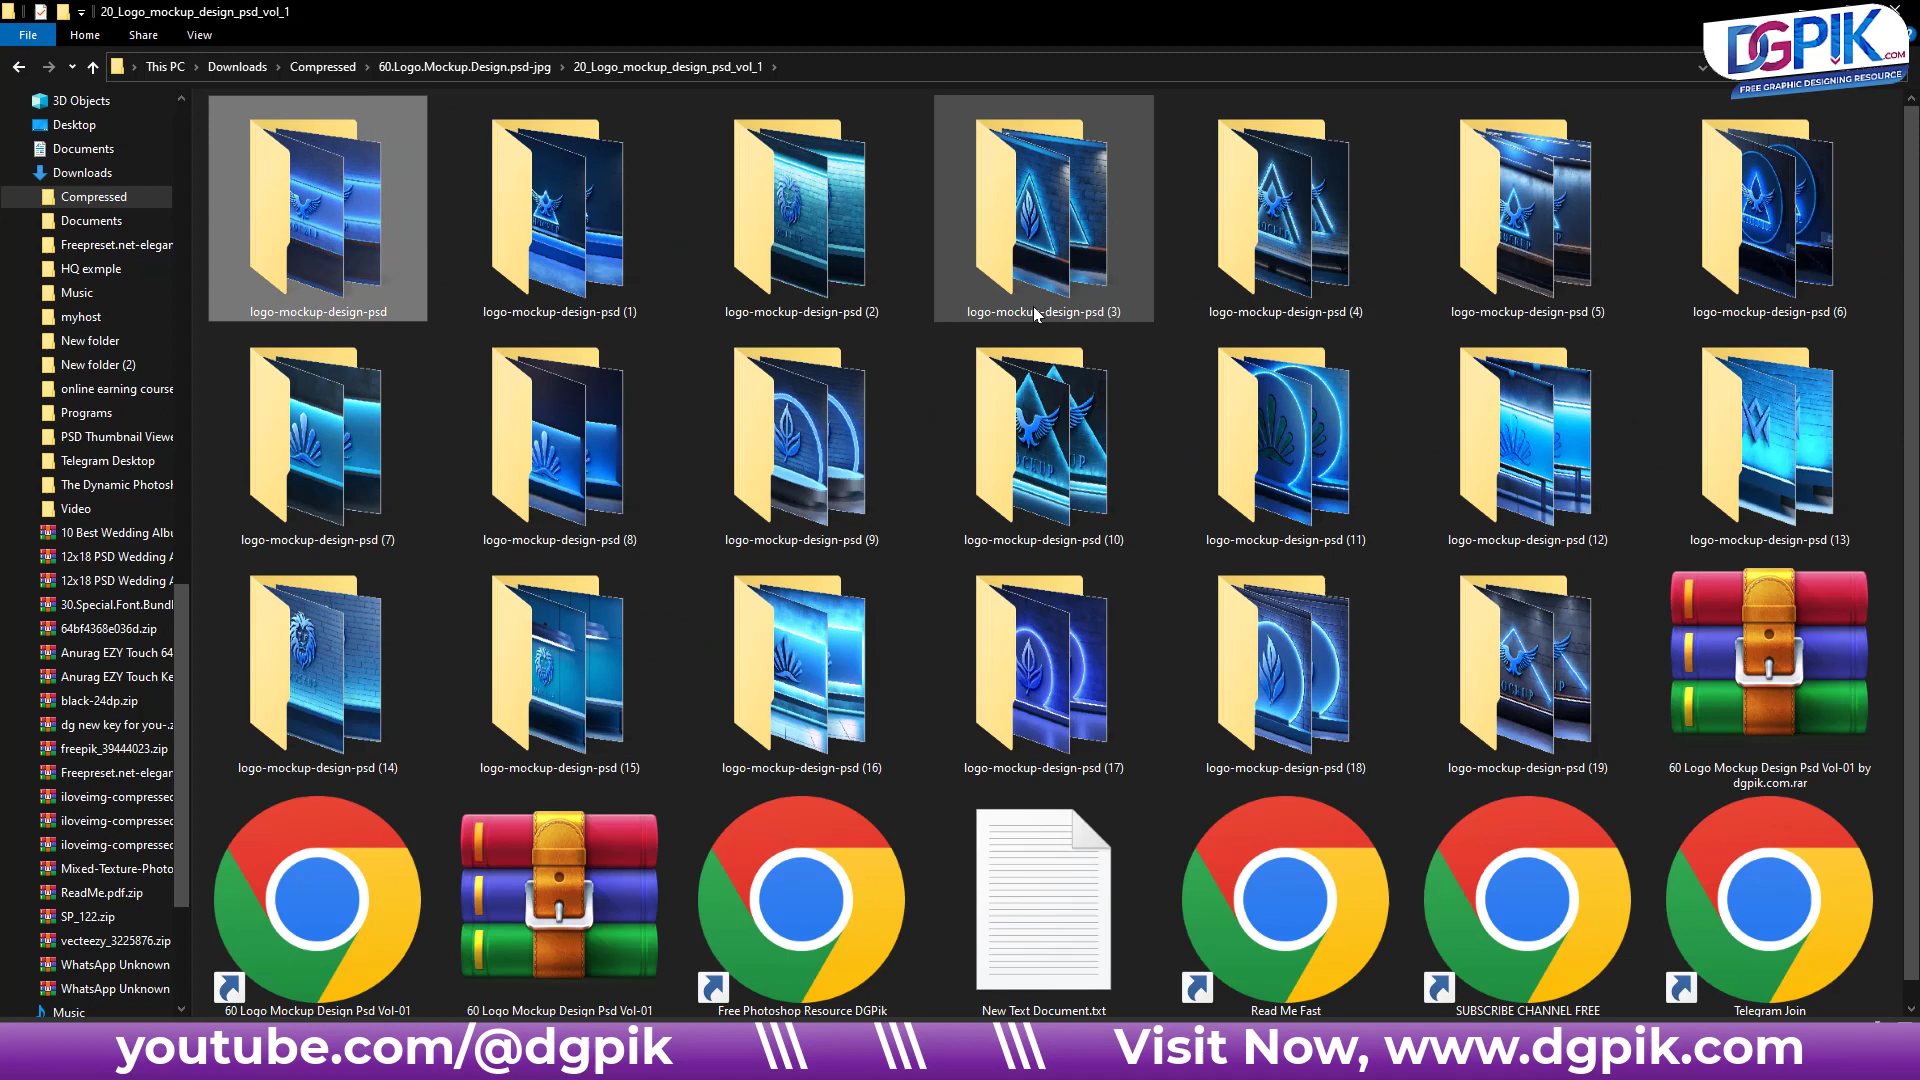 20_Logo_mockup_design_psd_vol_1
File Home Share View
This PC Downloads Compressed 60.Logo.Mockup.Design.psd-jpg 20_Logo_mockup_design_psd_vol_1
DGPIK.COM
FREE GRAPHIC DESIGNING RESOURCE
3D Objects
Desktop
Documents
Downloads
Compressed
Documents
Freepreset.net-elegan
HQ exmple
Music
myhost
New folder
New folder (2)
online earning course
Programs
PSD Thumbnail Viewe
Telegram Desktop
The Dynamic Photosh
Video
10 Best Wedding Albu
12x18 PSD Wedding A
12x18 PSD Wedding A
30.Special.Font.Bundl
64bf4368e036d.zip
Anurag EZY Touch 64
Anurag EZY Touch Ke
black-24dp.zip
dg new key for you-.z
freepik_39444023.zip
Freepreset.net-elegan
iloveimg-compressed
iloveimg-compressed
iloveimg-compressed
Mixed-Texture-Photo
ReadMe.pdf.zip
SP_122.zip
vecteezy_3225876.zip
WhatsApp Unknown
WhatsApp Unknown
Music
logo-mockup-design-psd logo-mockup-design-psd (1) logo-mockup-design-psd (2) logo-mockup-design-psd (3) logo-mockup-design-psd (4) logo-mockup-design-psd (5) logo-mockup-design-psd (6)
logo-mockup-design-psd (7) logo-mockup-design-psd (8) logo-mockup-design-psd (9) logo-mockup-design-psd (10) logo-mockup-design-psd (11) logo-mockup-design-psd (12) logo-mockup-design-psd (13)
logo-mockup-design-psd (14) logo-mockup-design-psd (15) logo-mockup-design-psd (16) logo-mockup-design-psd (17) logo-mockup-design-psd (18) logo-mockup-design-psd (19) 60 Logo Mockup Design Psd Vol-01 by
dgpik.com.rar
60 Logo Mockup Design Psd Vol-01 60 Logo Mockup Design Psd Vol-01 Free Photoshop Resource DGPik New Text Document.txt Read Me Fast SUBSCRIBE CHANNEL FREE Telegram Join
youtube.com/@dgpik \\\ \\\ \\\ Visit Now, www.dgpik.com